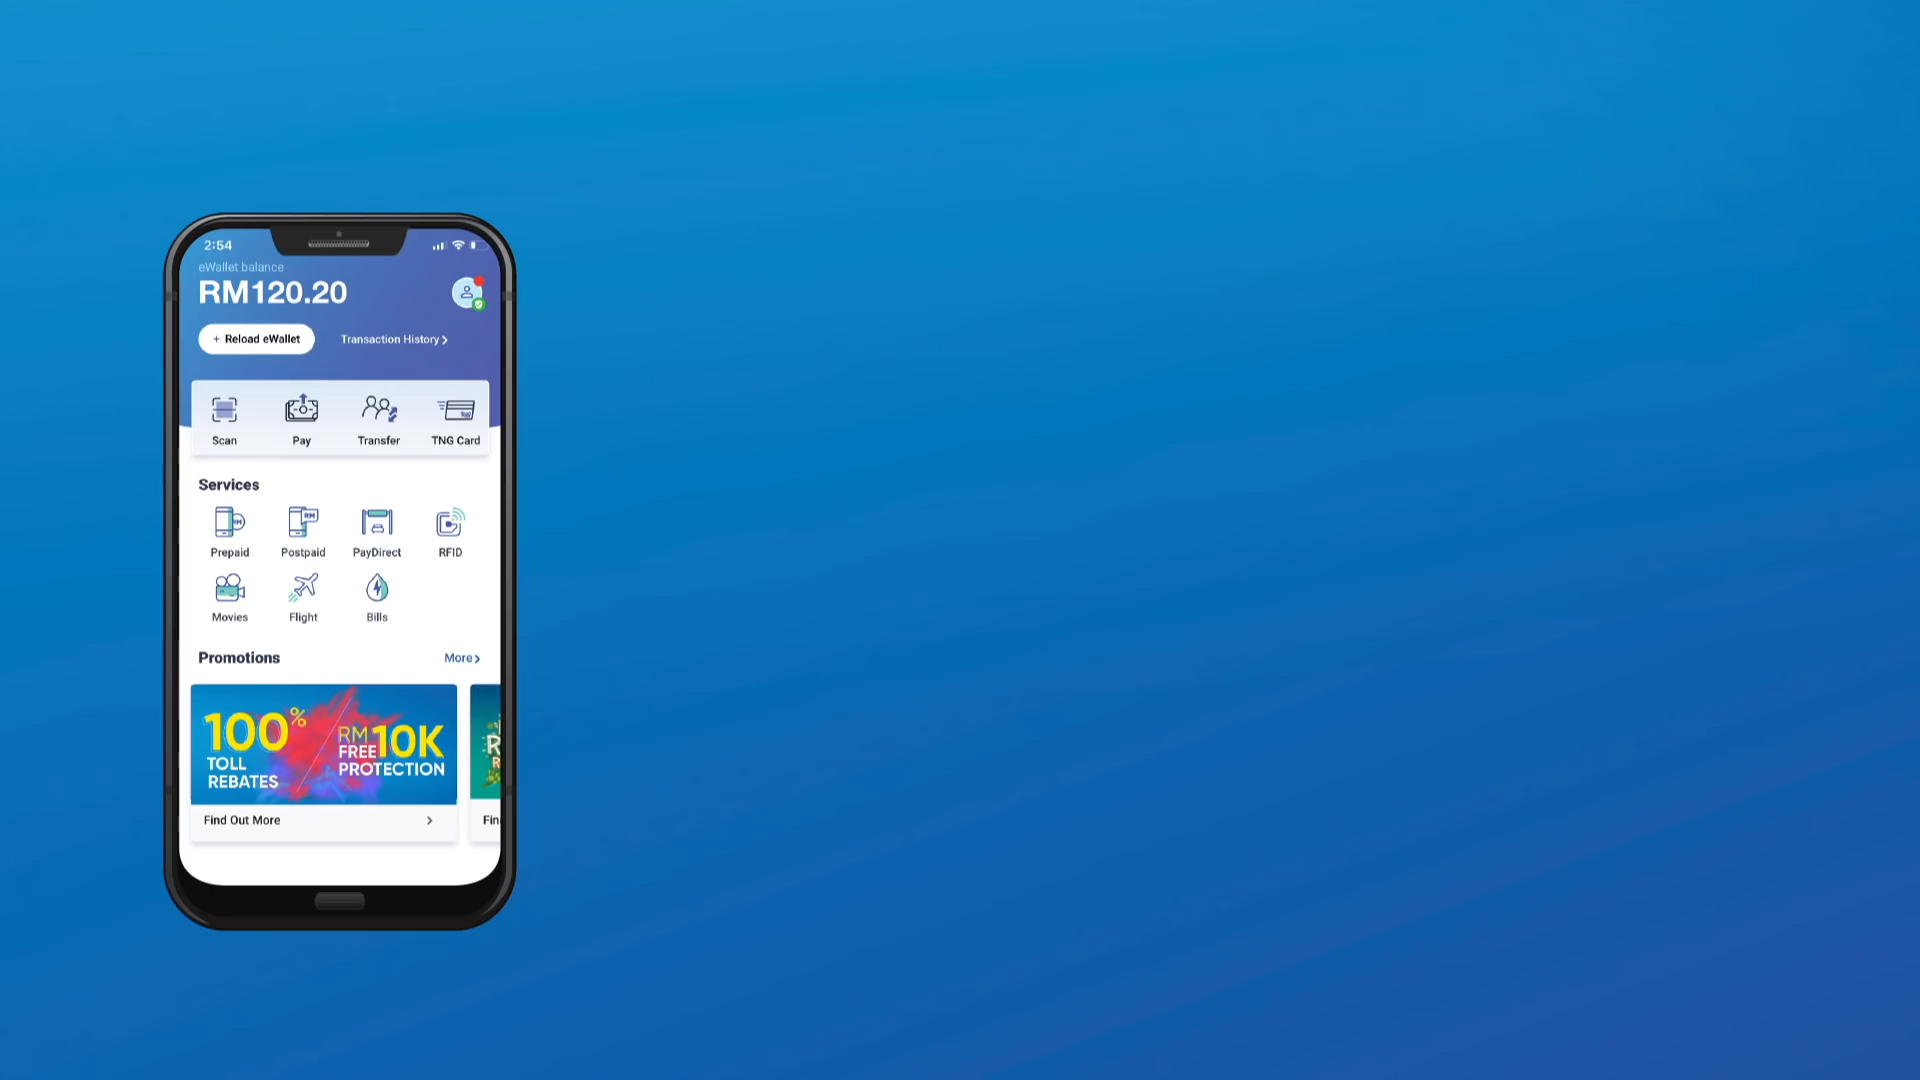 2:54
eWallet balance
RM120.20
+ Reload eWallet
Transaction History >
Scan
Pay
Transfer
TNG Card
Services
Prepaid
Postpaid
PayDirect
RFID
Movies
Flight
Bills
Promotions
More >
100%
TOLL
REBATES
RM10K
FREE
PROTECTION
Find Out More >